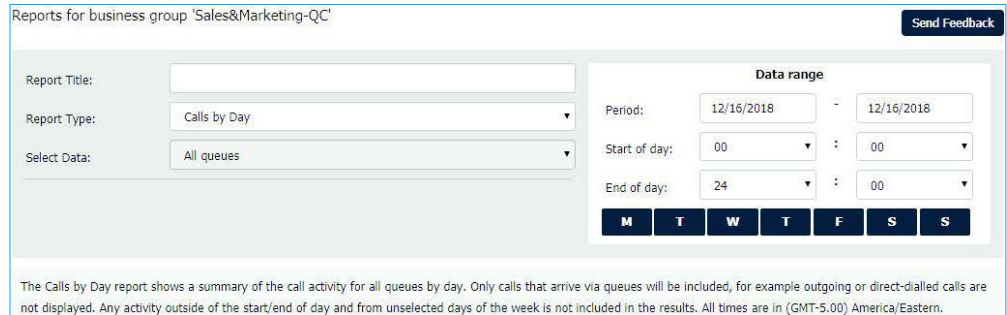 Reports for business group 'Sales&Marketing-QC'
Send Feedback
Report Title:
Report Type: Calls by Day
Select Data: All queues
Data range
Period: 12/16/2018 - 12/16/2018
Start of day: 00 : 00
End of day: 24 : 00
M T W T F S S
The Calls by Day report shows a summary of the call activity for all queues by day. Only calls that arrive via queues will be included, for example outgoing or direct-dialled calls are
not displayed. Any activity outside of the start/end of day and from unselected days of the week is not included in the results. All times are in (GMT-5.00) America/Eastern.